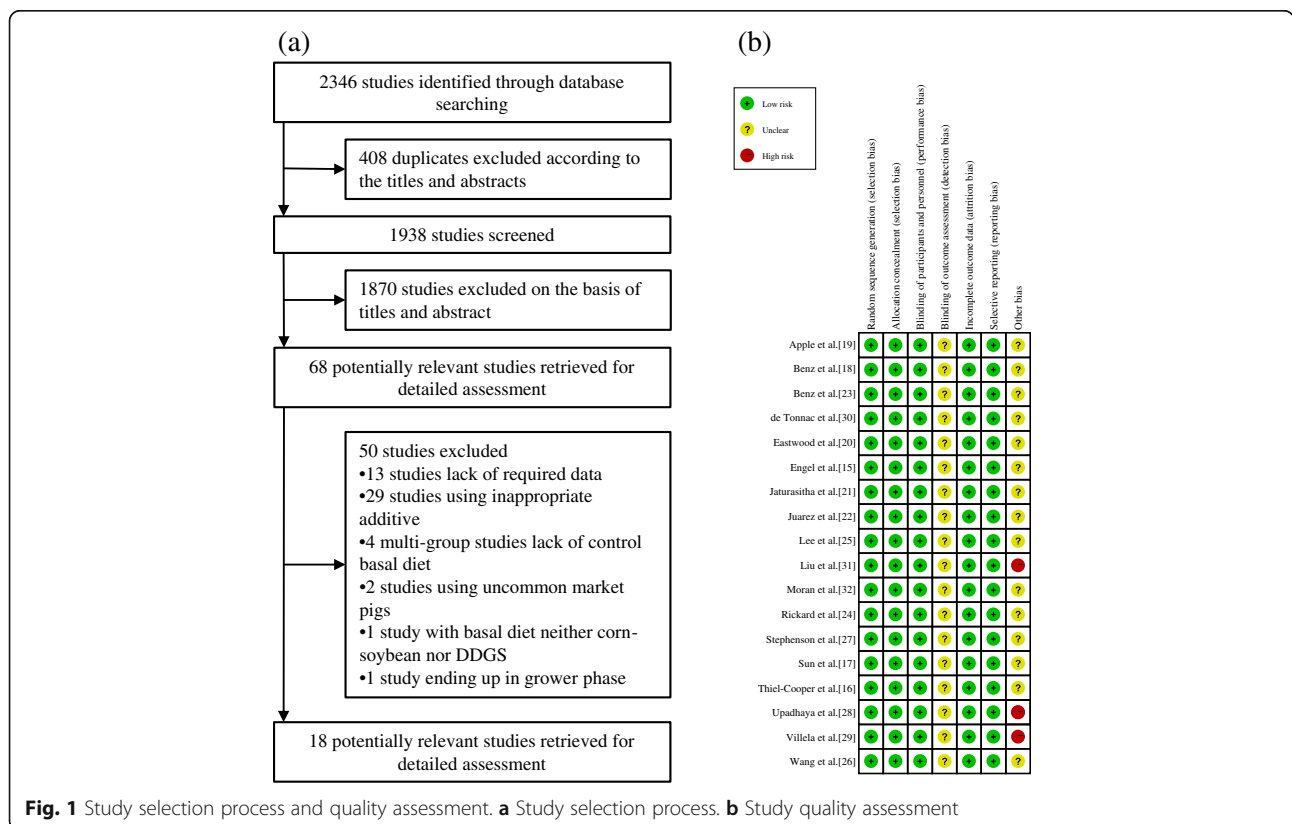 (a)
2346 studies identified through database
searching
408 duplicates excluded according to
the titles and abstracts
1938 studies screened
1870 studies excluded on the basis of
titles and abstract
68 potentially relevant studies retrieved for
detailed assessment
50 studies excluded
•13 studies lack of required data
•29 studies using inappropriate
additive
•4 multi-group studies lack of control
basal diet
•2 studies using uncommon market
pigs
•1 study with basal diet neither corn-
soybean nor DDGS
•1 study ending up in grower phase
18 potentially relevant studies retrieved for
detailed assessment
(b)
+ Low risk
? Unclear
- High risk
Random sequence generation (selection bias)
Allocation concealment (selection bias)
Blinding of participants and personnel (performance bias)
Blinding of outcome assessment (detection bias)
Incomplete outcome data (attrition bias)
Selective reporting (reporting bias)
Other bias
Apple et al.[19] + + + ? + + ?
Benz et al.[18] + + + ? + + ?
Benz et al.[23] + + + ? + + ?
de Tonnac et al.[30] + + + ? + + ?
Eastwood et al.[20] + + + ? + + ?
Engel et al.[15] + + + ? + + ?
Jaturasitha et al.[21] + + + ? + + ?
Juarez et al.[22] + + + ? + + ?
Lee et al.[25] + + + ? + + ?
Liu et al.[31] + + + ? + + -
Moran et al.[32] + + + ? + + ?
Rickard et al.[24] + + + ? + + ?
Stephenson et al.[27] + + + ? + + ?
Sun et al.[17] + + + ? + + ?
Thiel-Cooper et al.[16] + + + ? + + ?
Upadhaya et al.[28] + + + ? + + -
Villela et al.[29] + + + ? + + -
Wang et al.[26] + + + ? + + ?
Fig. 1 Study selection process and quality assessment. a Study selection process. b Study quality assessment